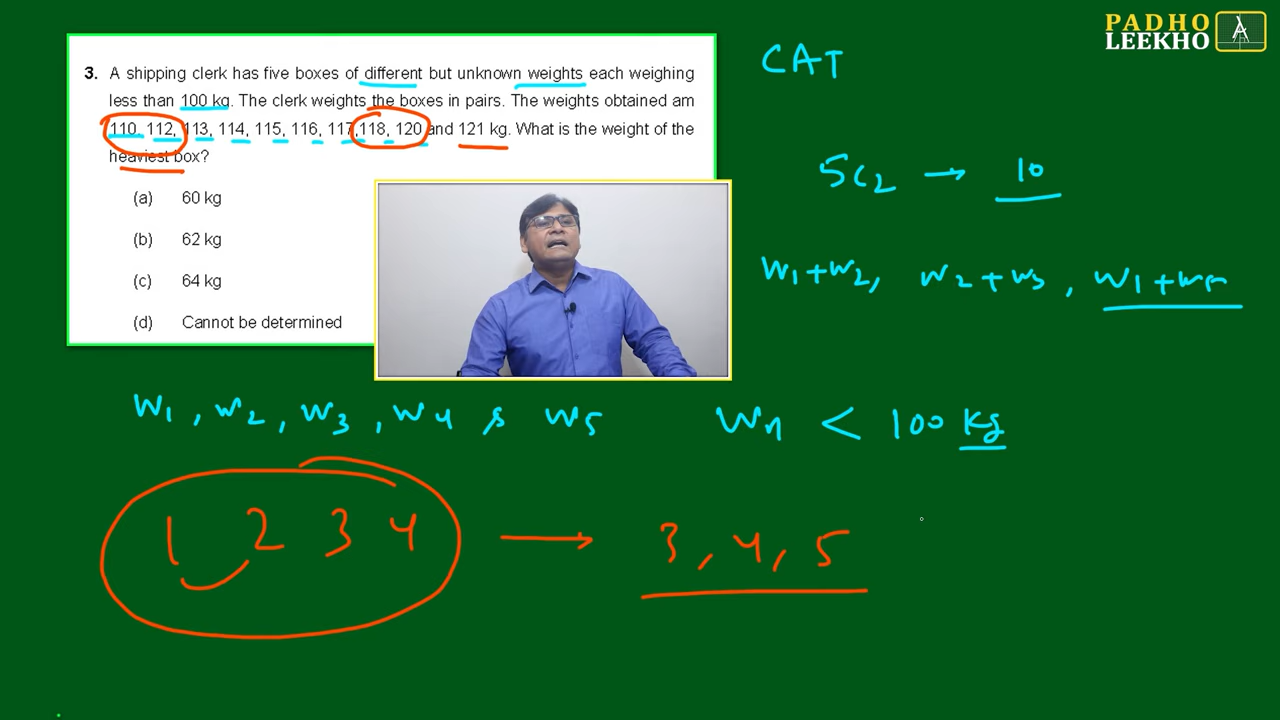 PADHO
LEEKHO
3. A shipping clerk has five boxes of different but unknown weights each weighing
less than 100 kg. The clerk weights the boxes in pairs. The weights obtained am
110, 112, 113, 114, 115, 116, 117,118, 120 and 121 kg. What is the weight of the
heaviest box?
(a) 60 kg
(b) 62 kg
(c) 64 kg
(d) Cannot be determined
CAT
5C2 → 10
W1+W2, W2+W3, W1+W5
W1, W2, W3, W4 & W5
Wn < 100 kg
1 2 3 4 → 3, 4, 5